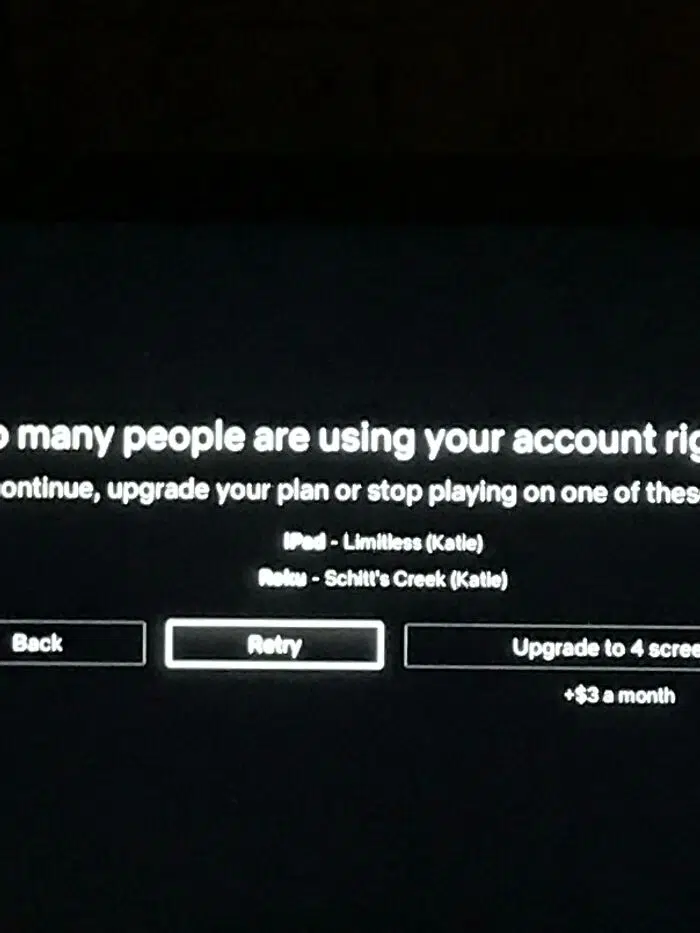 o many people are using your account rig
ontinue, upgrade your plan or stop playing on one of thes
iPad - Limitless (Katie)
Roku - Schitt's Creek (Katie)
Back
Retry
Upgrade to 4 scree
+$3 a month